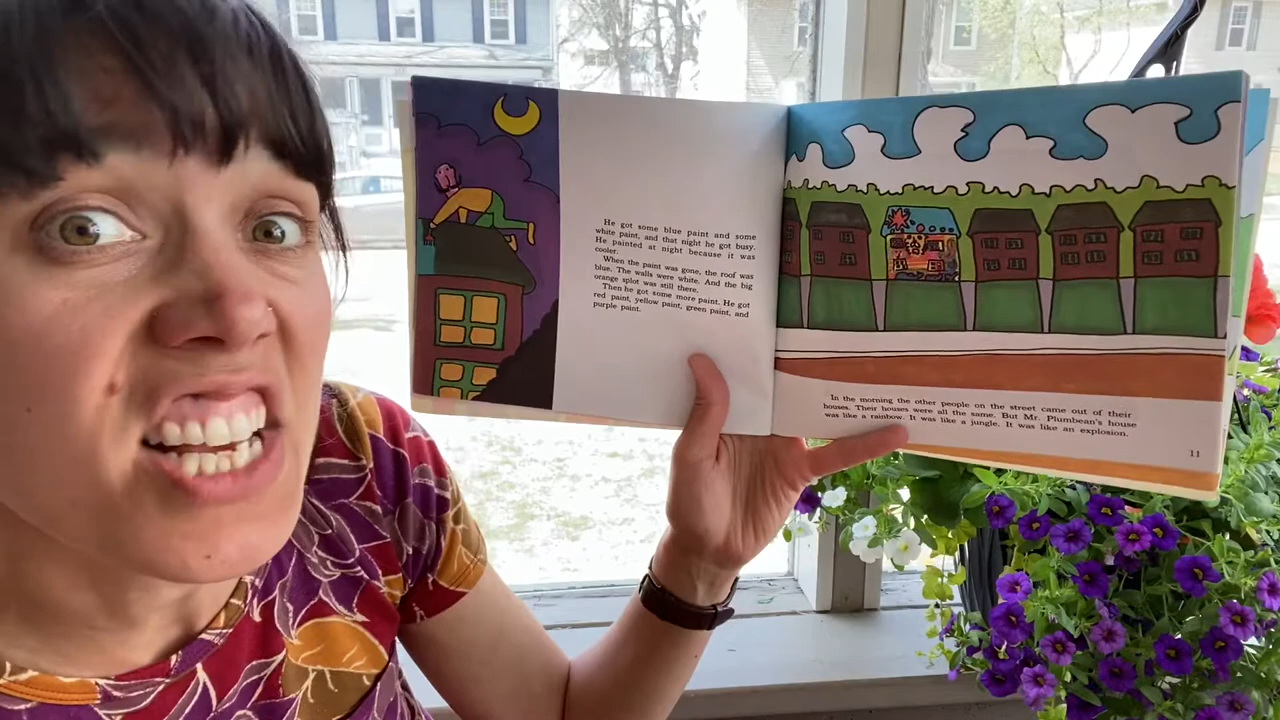 He got some blue paint and some
white paint, and that night he got busy.
He painted at night because it was
cooler.
When the paint was gone, the roof was
blue. The walls were white. And the big
orange splot was still there.
Then he got some more paint. He got
red paint, yellow paint, green paint, and
purple paint.
In the morning the other people on the street came out of their
houses. Their houses were all the same. But Mr. Plumbean's house
was like a rainbow. It was like a jungle. It was like an explosion.
11